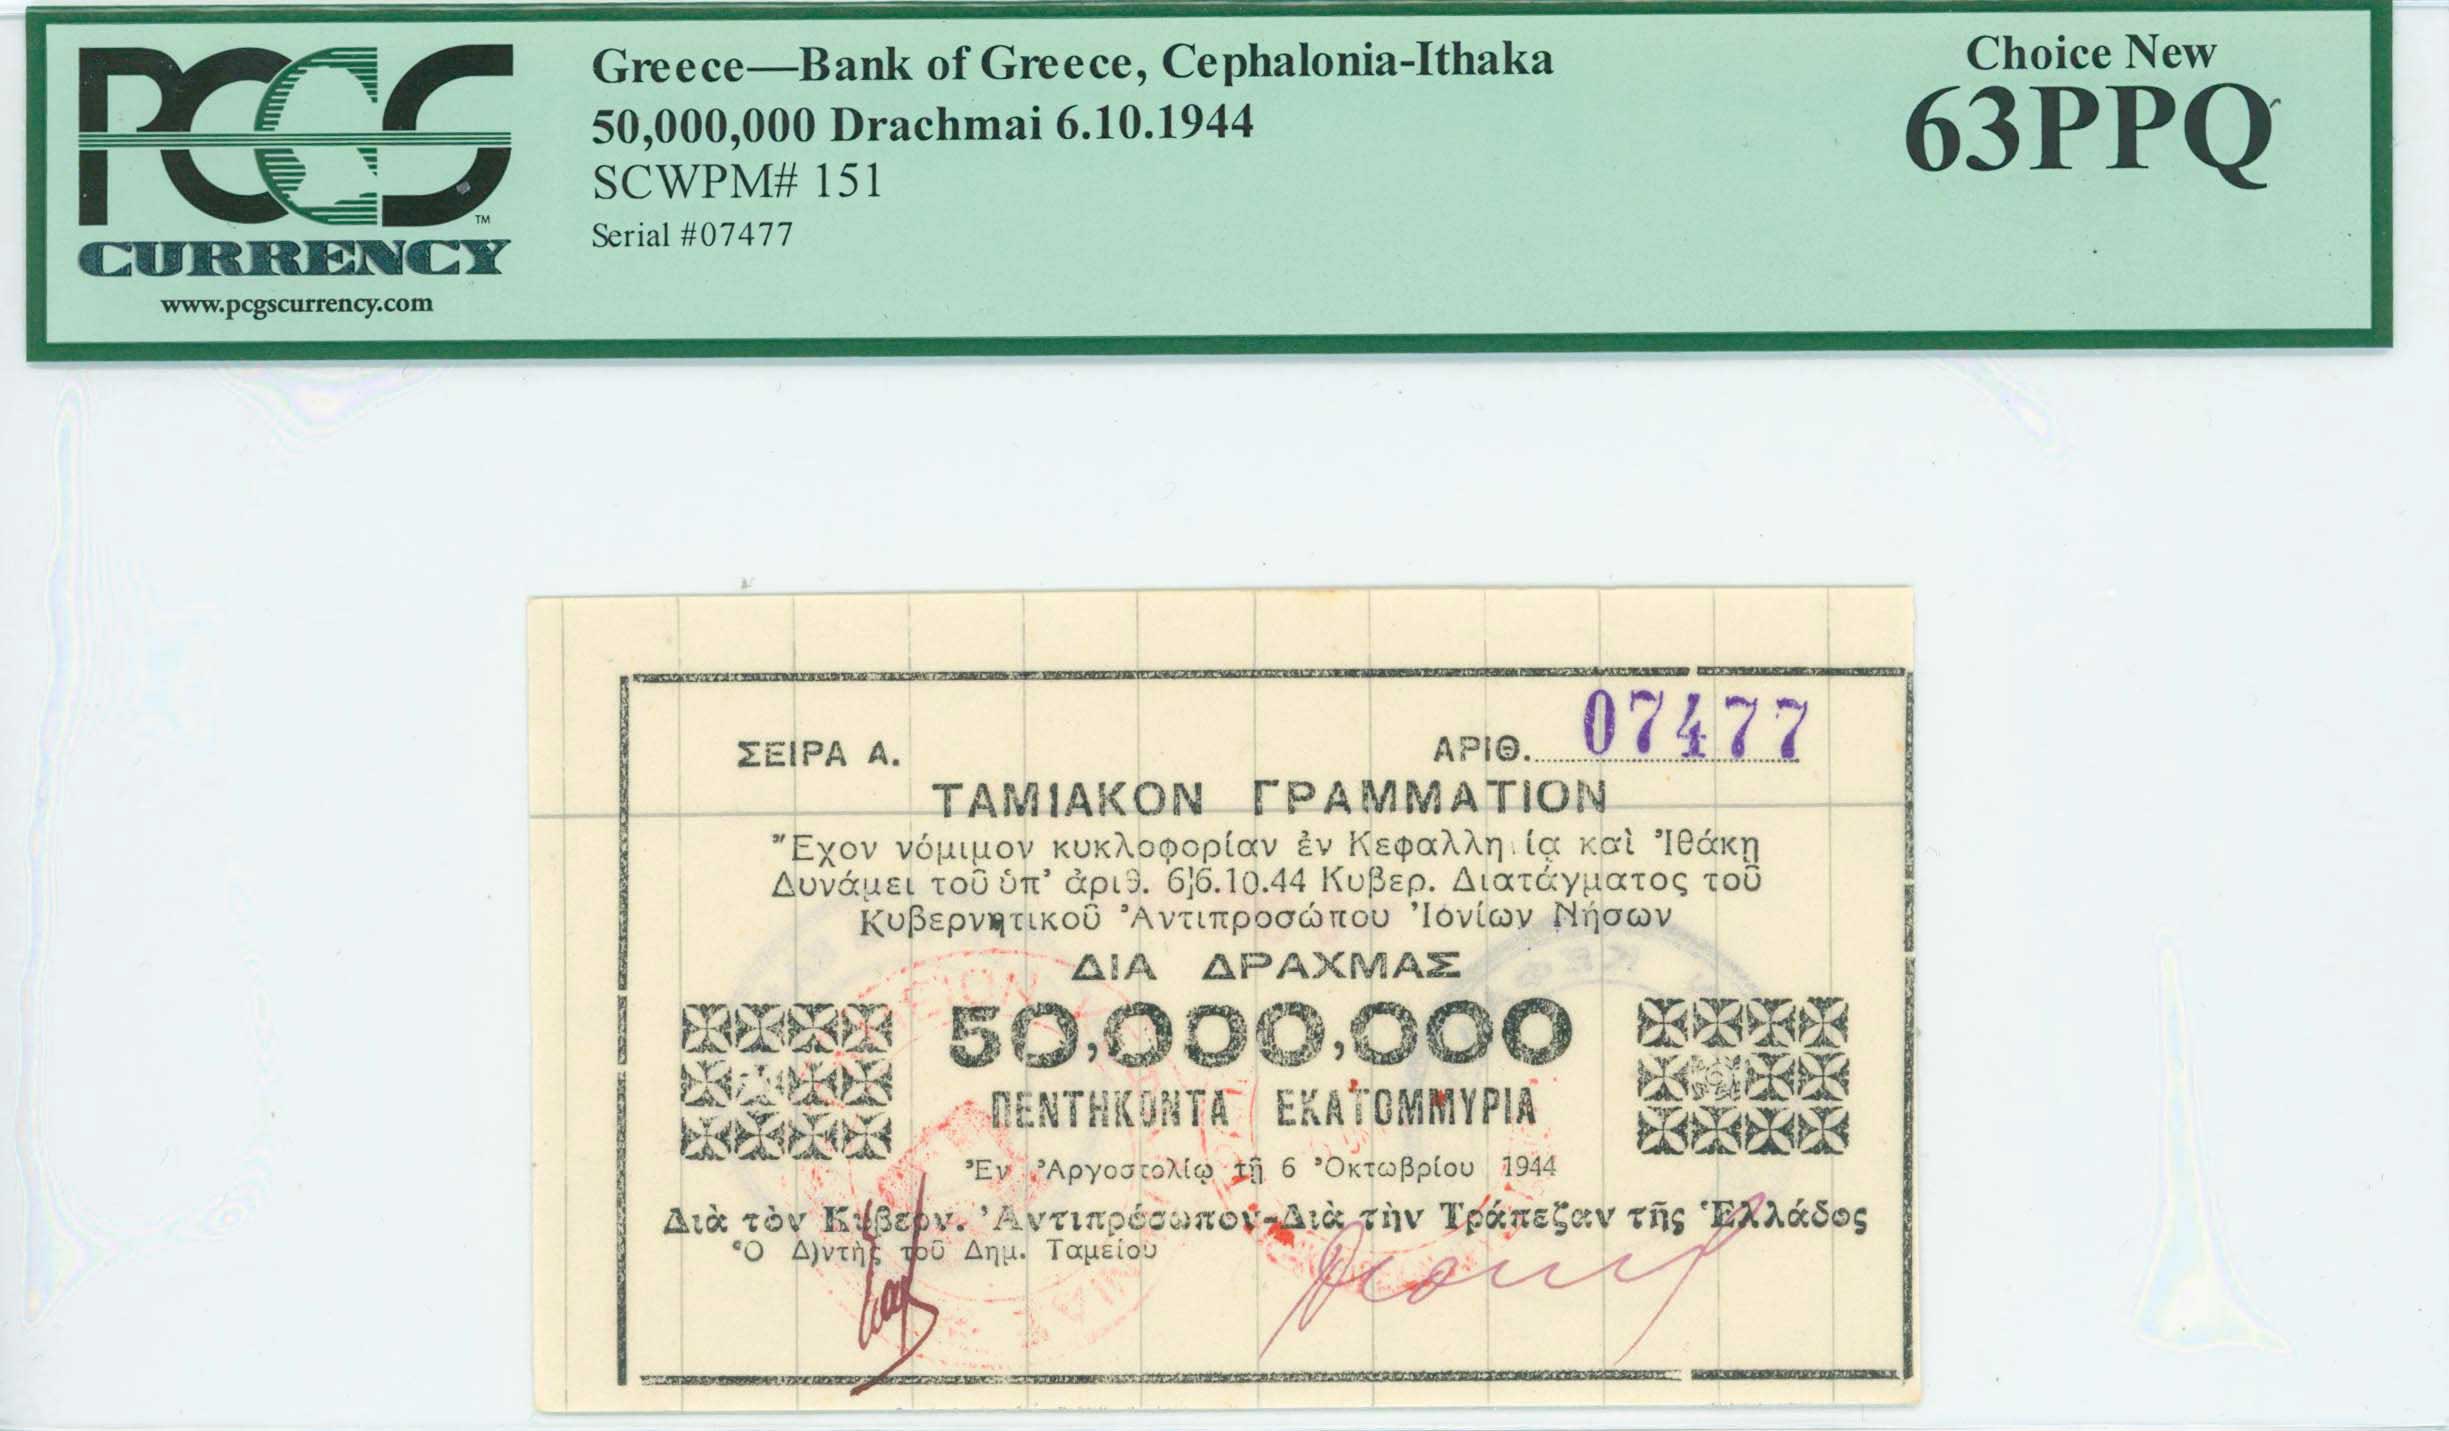 PCGS
™
CURRENCY
www.pcgscurrency.com
Greece—Bank of Greece, Cephalonia-Ithaka
50,000,000 Drachmai 6.10.1944
SCWPM# 151
Serial #07477
Choice New
63PPQ
ΣΕΙΡΑ Α.
ΑΡΙΘ. 07477
ΤΑΜΙΑΚΟΝ ΓΡΑΜΜΑΤΙΟΝ
Ἔχον νόμιμον κυκλοφορίαν ἐν Κεφαλλη ίᾳ καὶ Ἰθάκῃ
Δυνάμει τοῦ ὑπ’ ἀριθ. 6)6.10.44 Κυβερ. Διατάγματος τοῦ
Κυβερνητικοῦ Ἀντιπροσώπου Ἰονίων Νήσων
ΔΙΑ ΔΡΑΧΜΑΣ
50,000,000
ΠΕΝΤΗΚΟΝΤΑ ΕΚΑΤΟΜΜΥΡΙΑ
Ἐν Ἀργοστολίῳ τῇ 6 Ὀκτωβρίου 1944
Διὰ τὸν Κυβερν. Ἀντιπρόσωπον-Διὰ τὴν Τράπεζαν τῆς Ἑλλάδος
Ὁ Δ)ντὴς τοῦ Δημ. Ταμείου